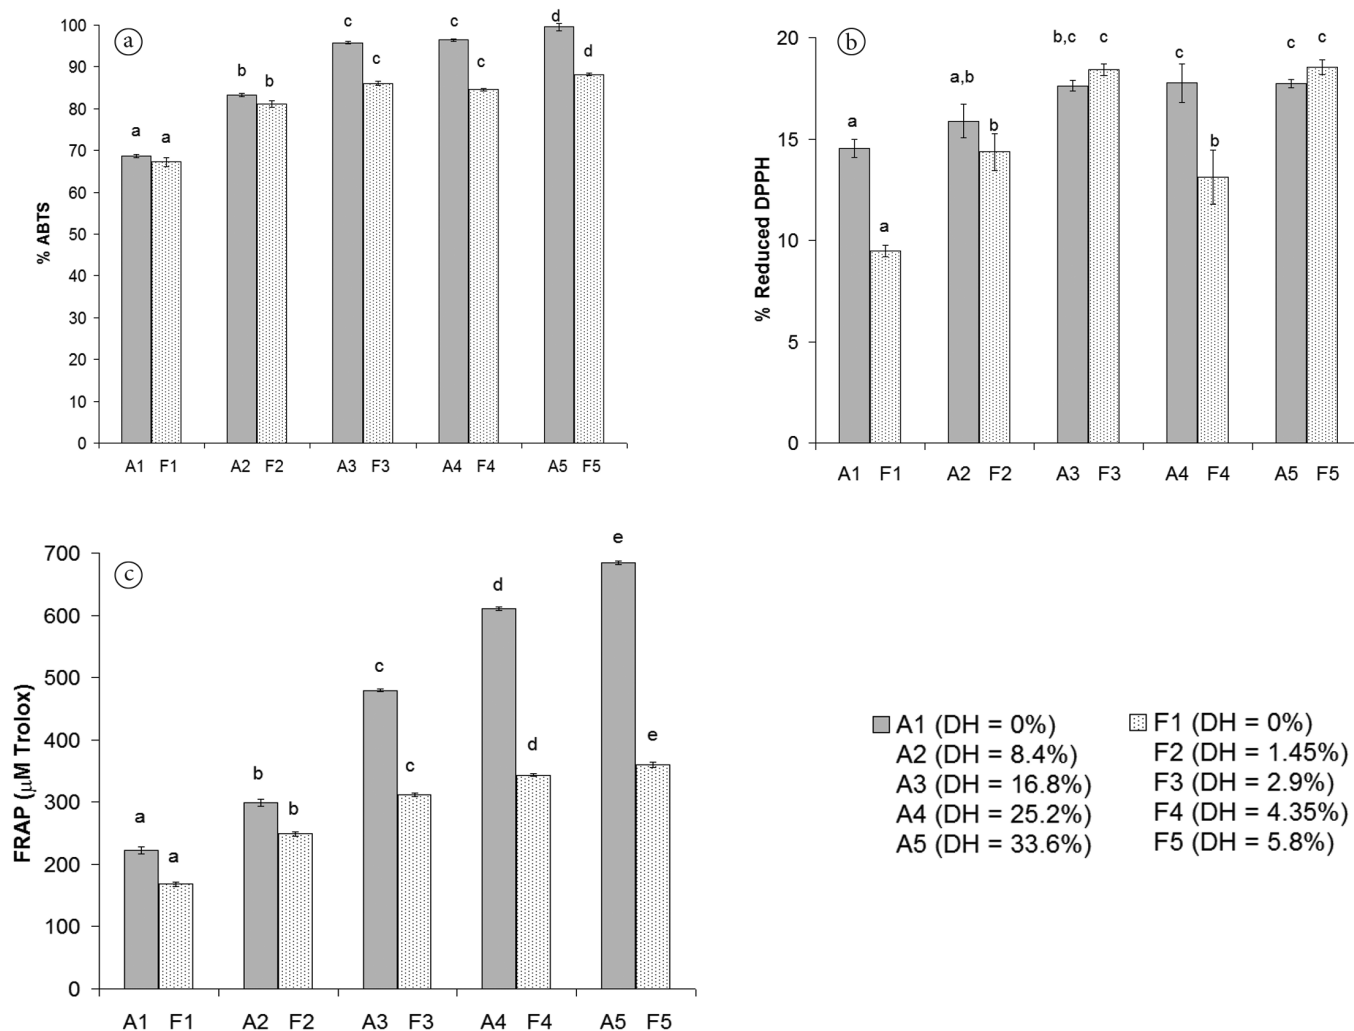 a
% ABTS
100
90
80
70
60
50
40
30
20
10
0
a a
b b
c c
c c
d d
A1 F1 A2 F2 A3 F3 A4 F4 A5 F5
b
% Reduced DPPH
20
15
10
5
0
a a
a,b b
b,c c
c b
c c
A1 F1 A2 F2 A3 F3 A4 F4 A5 F5
c
FRAP (μM Trolox)
700
600
500
400
300
200
100
0
a a
b b
c c
d d
e e
A1 F1 A2 F2 A3 F3 A4 F4 A5 F5
A1 (DH = 0%)
A2 (DH = 8.4%)
A3 (DH = 16.8%)
A4 (DH = 25.2%)
A5 (DH = 33.6%)
F1 (DH = 0%)
F2 (DH = 1.45%)
F3 (DH = 2.9%)
F4 (DH = 4.35%)
F5 (DH = 5.8%)